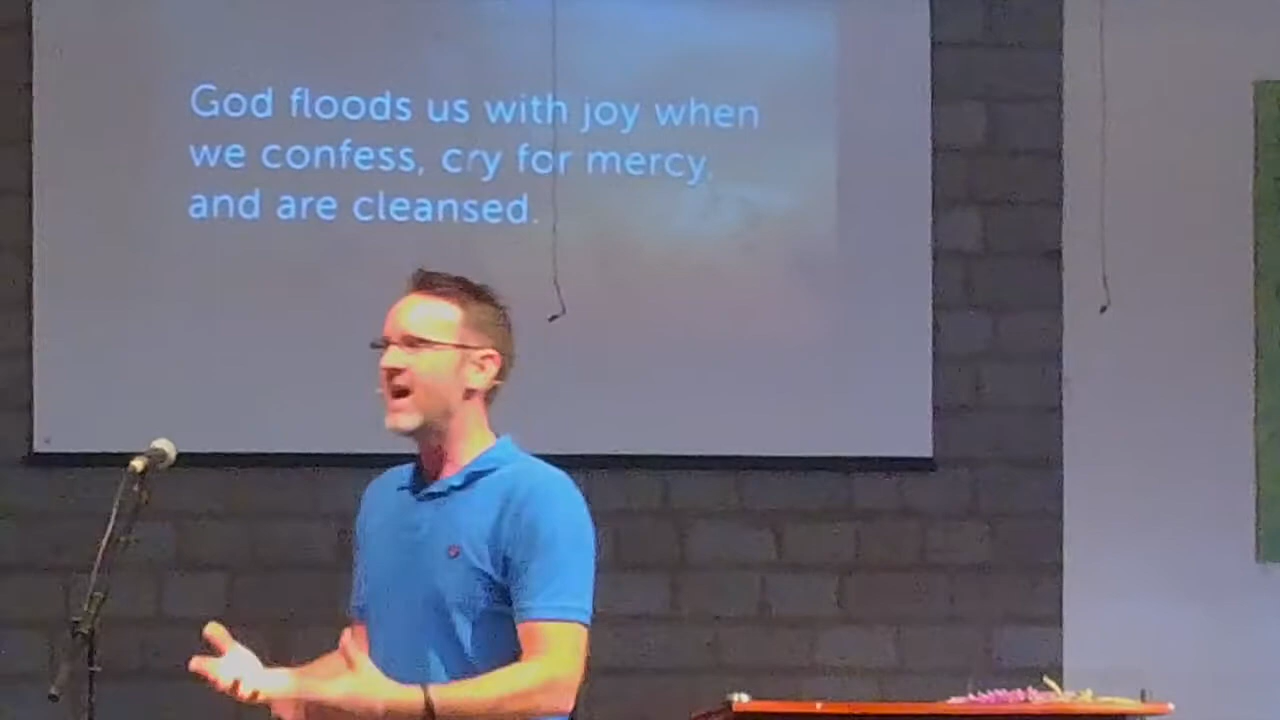 God floods us with joy when
we confess, cry for mercy,
and are cleansed.